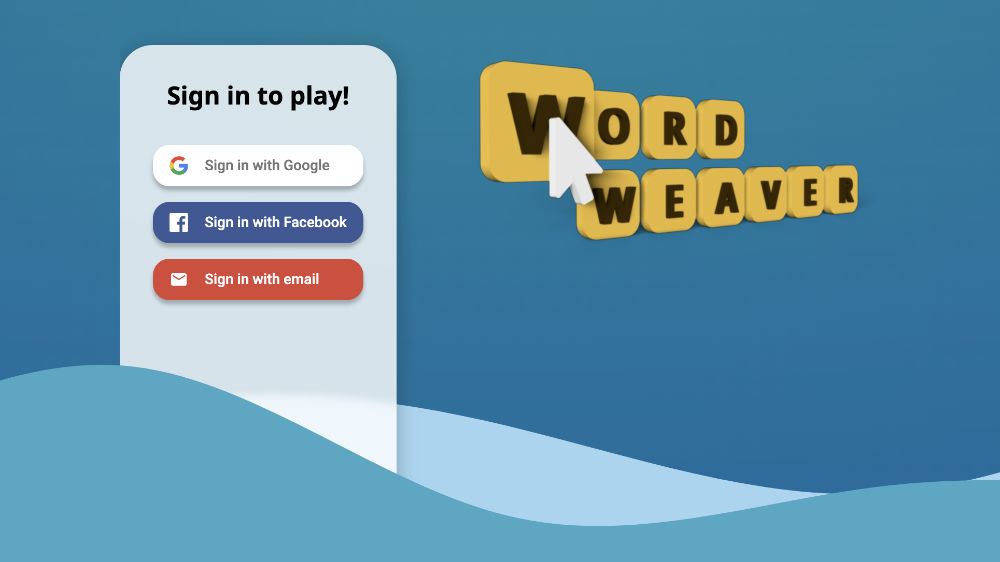 Sign in to play!
Sign in with Google
Sign in with Facebook
Sign in with email
WORD
WEAVER